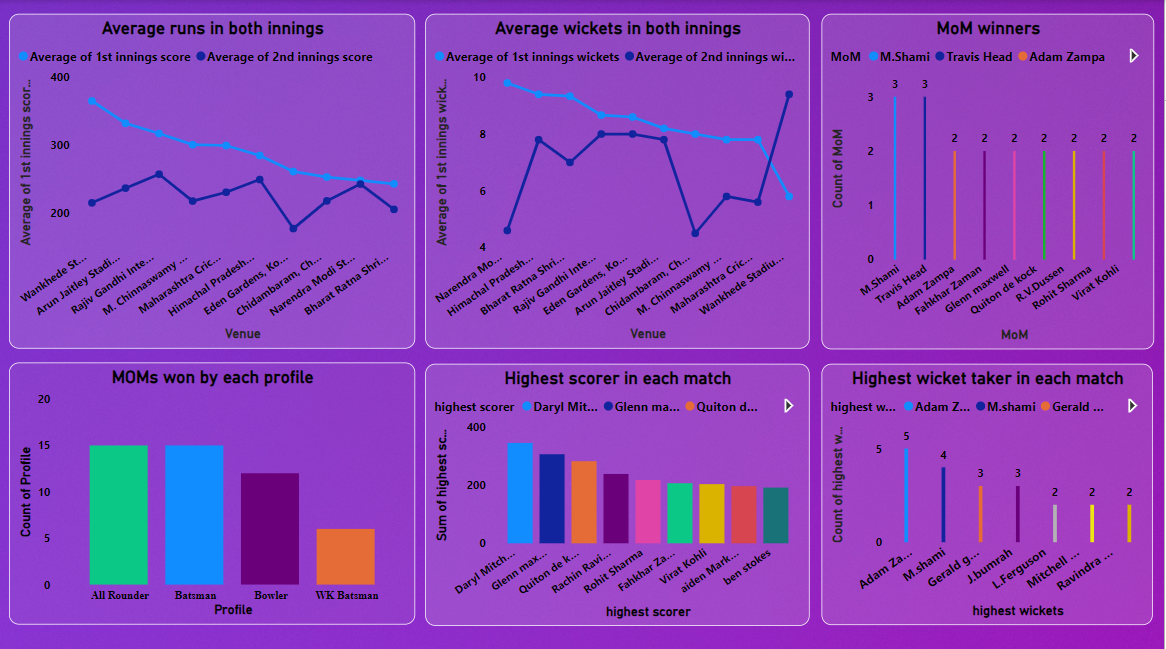 Average runs in both innings
Average of 1st innings score Average of 2nd innings score
Average of 1st innings scor...
400
300
200
Wankhede St...
Arun Jaitley Stadi...
Rajiv Gandhi Inte...
M. Chinnaswamy ...
Maharashtra Cric...
Himachal Pradesh...
Eden Gardens, Ko...
Chidambaram, Ch...
Narendra Modi St...
Bharat Ratna Shri...
Venue
Average wickets in both innings
Average of 1st innings wickets Average of 2nd innings wi...
Average of 1st innings wick...
10
8
6
4
Narendra Mo...
Himachal Pradesh...
Bharat Ratna Shri...
Rajiv Gandhi Inte...
Eden Gardens, Ko...
Arun Jaitley Stadi...
Chidambaram, Ch...
M. Chinnaswamy ...
Maharashtra Cric...
Wankhede Stadiu...
Venue
MoM winners
MoM M.Shami Travis Head Adam Zampa
Count of MoM
3
2
1
0
3 3 2 2 2 2 2 2 2
M.Shami
Travis Head
Adam Zampa
Fahkhar Zaman
Glenn maxwell
Quiton de kock
R.V.Dussen
Rohit Sharma
Virat Kohli
MoM
MOMs won by each profile
Count of Profile
20
15
10
5
0
All Rounder Batsman Bowler WK Batsman
Profile
Highest scorer in each match
highest scorer Daryl Mit... Glenn ma... Quiton d...
Sum of highest sc...
400
200
0
Daryl Mitch...
Glenn max...
Quiton de k...
Rachin Ravi...
Rohit Sharma
Fahkhar Za...
Virat Kohli
aiden Mark...
ben stokes
highest scorer
Highest wicket taker in each match
highest w... Adam Z... M.shami Gerald ...
Count of highest w...
5
0
5 4 3 3 2 2 2
Adam Za...
M.shami
Gerald g...
J.bumrah
L.Ferguson
Mitchell ...
Ravindra ...
highest wickets